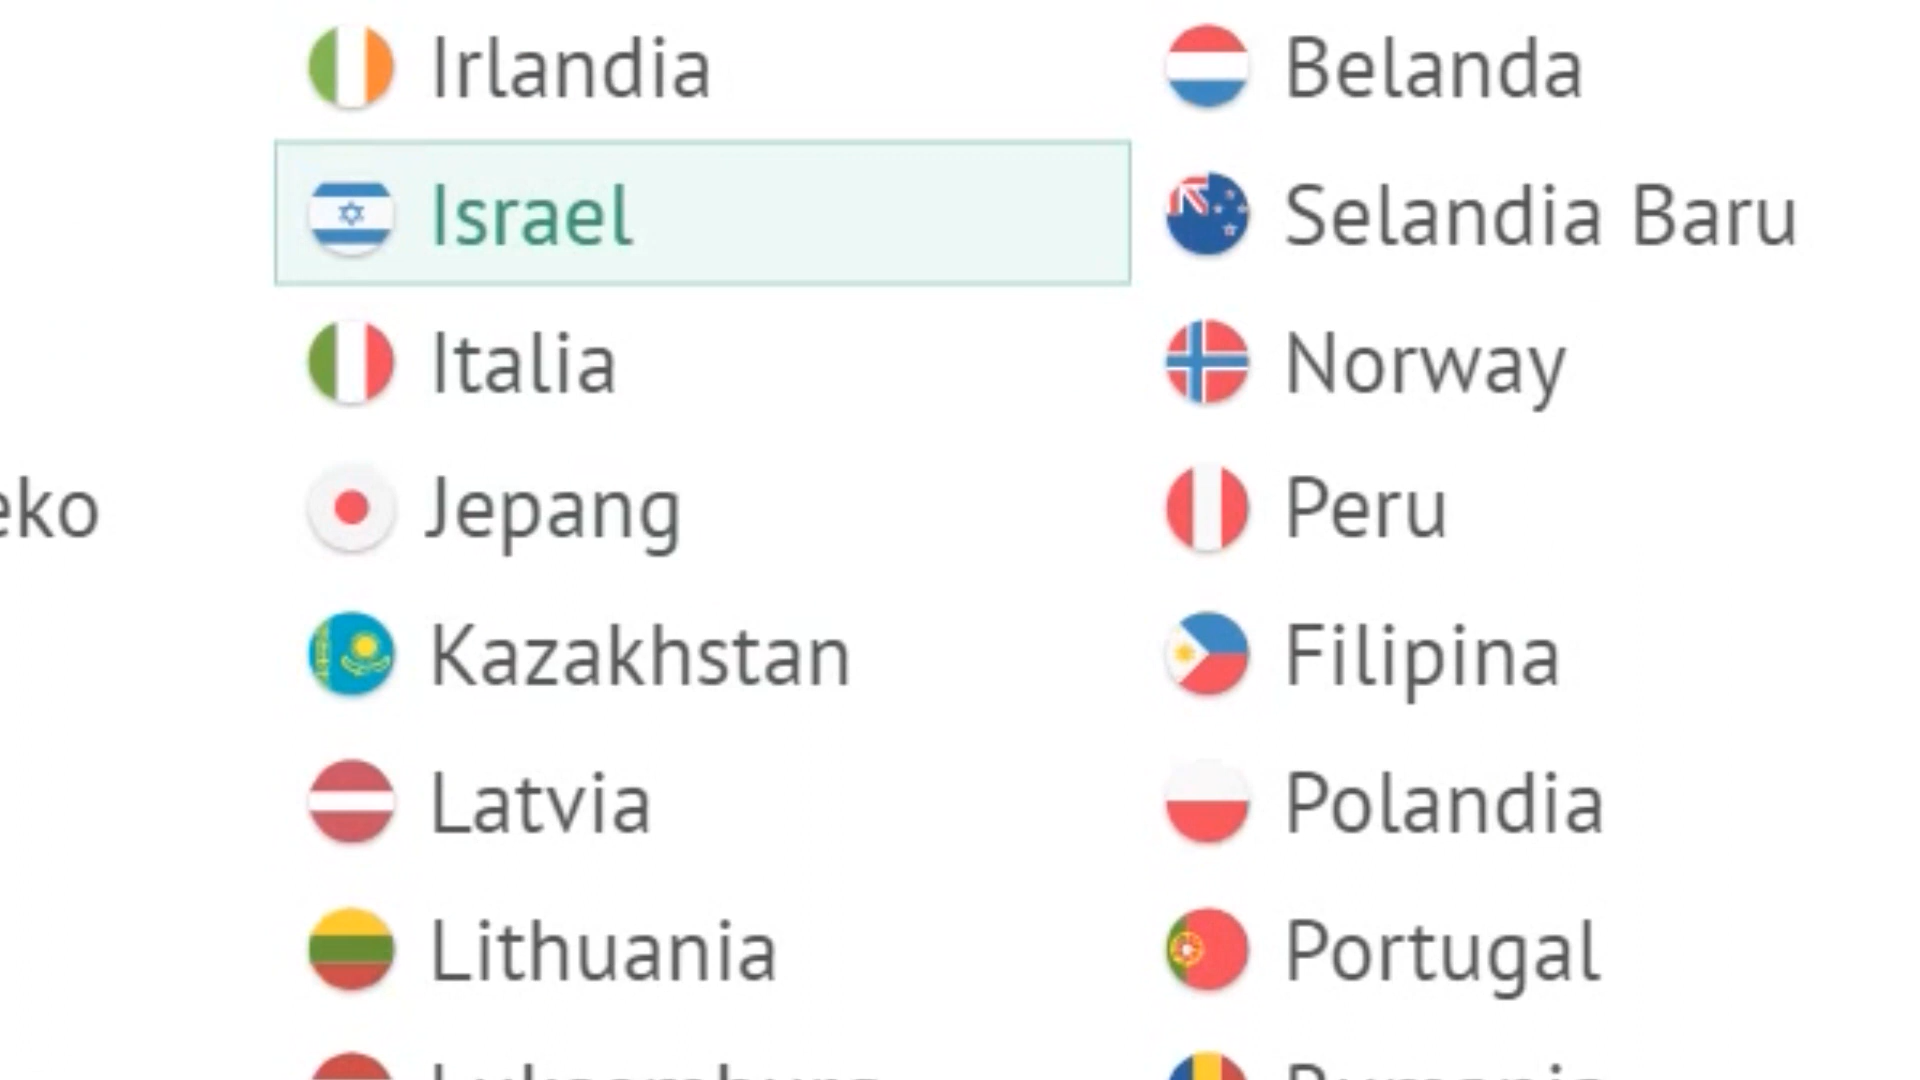 Irlandia
Israel
Italia
Jepang
Kazakhstan
Latvia
Lithuania
Belanda
Selandia Baru
Norway
Peru
Filipina
Polandia
Portugal